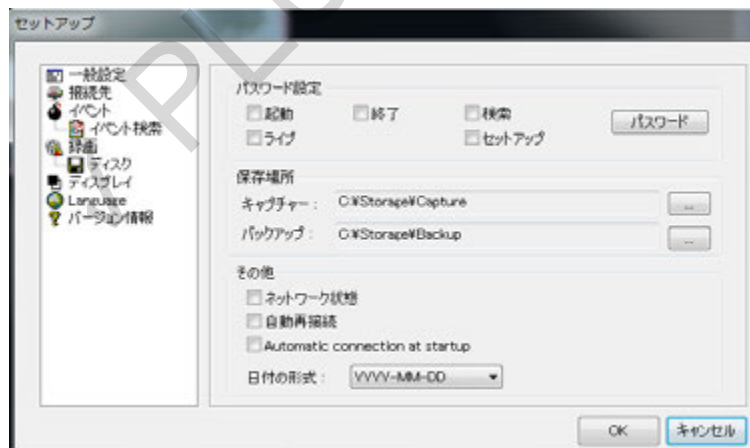 セットアップ
一般設定
接続先
イベント
イベント検索
録画
ディスク
ディスプレイ
Language
バージョン情報
パスワード設定
起動 終了 検索
ライブ セットアップ
パスワード
保存場所
キャプチャー： C:¥Storage¥Capture ...
バックアップ： C:¥Storage¥Backup ...
その他
ネットワーク状態
自動再接続
Automatic connection at startup
日付の形式： YYYY-MM-DD
OK キャンセル